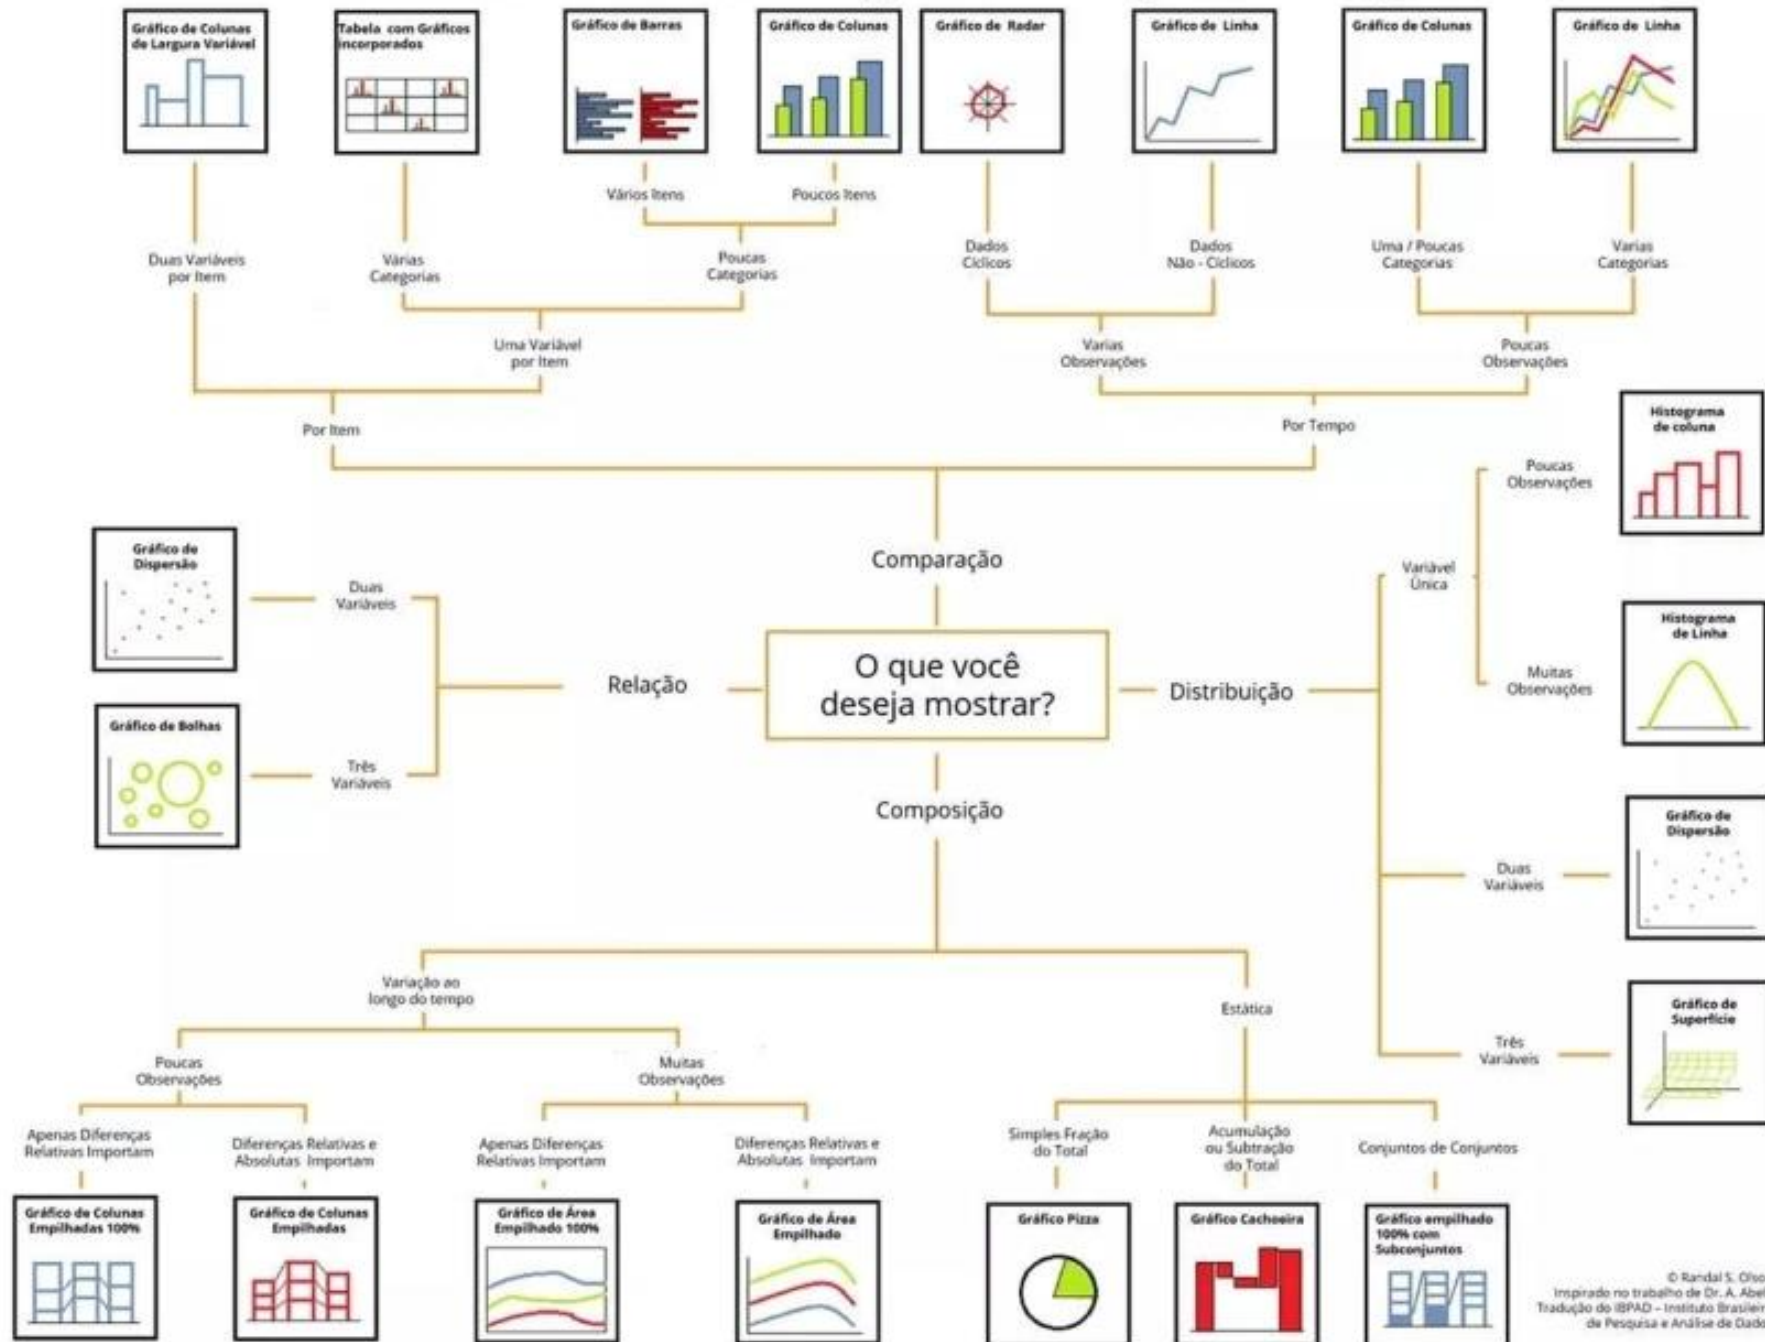 Gráfico de Colunas
de Largura Variável
Tabela com Gráficos
incorporados
Gráfico de Barras
Gráfico de Colunas
Gráfico de Radar
Gráfico de Linha
Gráfico de Colunas
Gráfico de Linha
Vários Itens
Poucos Itens
Duas Variáveis
por Item
Várias
Categorias
Poucas
Categorias
Dados
Cíclicos
Dados
Não - Cíclicos
Uma / Poucas
Categorias
Varias
Categorias
Uma Variável
por Item
Varias
Observações
Poucas
Observações
Por Item
Por Tempo
Histograma
de coluna
Poucas
Observações
Comparação
Gráfico de
Dispersão
Duas
Variáveis
Variável
Única
Histograma
de Linha
O que você
deseja mostrar?
Relação
Distribuição
Muitas
Observações
Gráfico de Bolhas
Três
Variáveis
Composição
Gráfico de
Dispersão
Duas
Variáveis
Variação ao
longo do tempo
Estática
Gráfico de
Superfície
Três
Variáveis
Poucas
Observações
Muitas
Observações
Apenas Diferenças
Relativas Importam
Diferenças Relativas e
Absolutas Importam
Apenas Diferenças
Relativas Importam
Diferenças Relativas e
Absolutas Importam
Simples Fração
do Total
Acumulação
ou Subtração
do Total
Conjuntos de Conjuntos
Gráfico de Colunas
Empilhadas 100%
Gráfico de Colunas
Empilhadas
Gráfico de Área
Empilhado 100%
Gráfico de Área
Empilhado
Gráfico Pizza
Gráfico Cachoeira
Gráfico empilhado
100% com
Subconjuntos
© Randal S. Olso
Inspirado no trabalho de Dr. A. Abel
Tradução do IBPAD – Instituto Brasileir
de Pesquisa e Análise de Dado